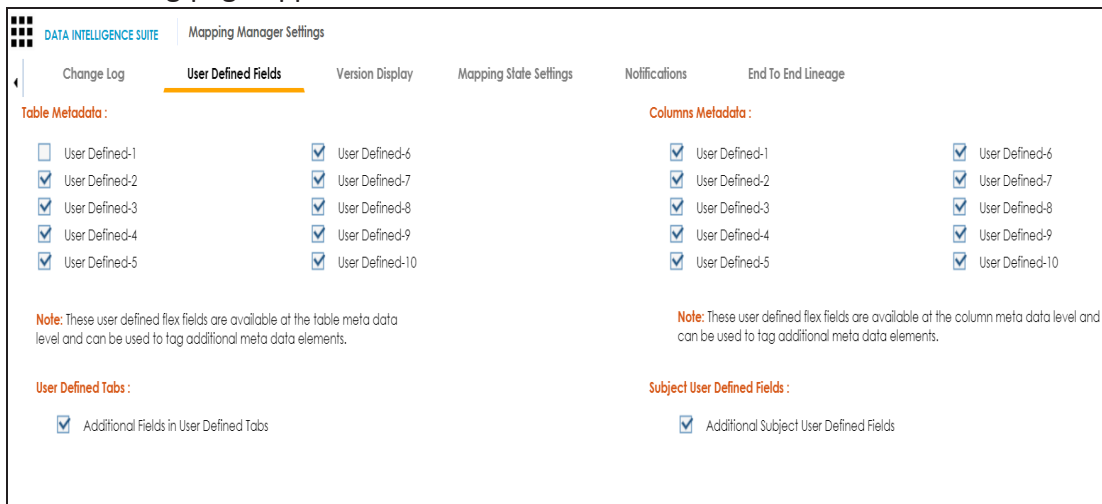 DATA INTELLIGENCE SUITE Mapping Manager Settings
Change Log User Defined Fields Version Display Mapping State Settings Notifications End To End Lineage
Table Metadata :
User Defined-1 User Defined-6
User Defined-2 User Defined-7
User Defined-3 User Defined-8
User Defined-4 User Defined-9
User Defined-5 User Defined-10
Note: These user defined flex fields are available at the table meta data
level and can be used to tag additional meta data elements.
User Defined Tabs :
Additional Fields in User Defined Tabs
Columns Metadata :
User Defined-1 User Defined-6
User Defined-2 User Defined-7
User Defined-3 User Defined-8
User Defined-4 User Defined-9
User Defined-5 User Defined-10
Note: These user defined flex fields are available at the column meta data level and
can be used to tag additional meta data elements.
Subject User Defined Fields :
Additional Subject User Defined Fields